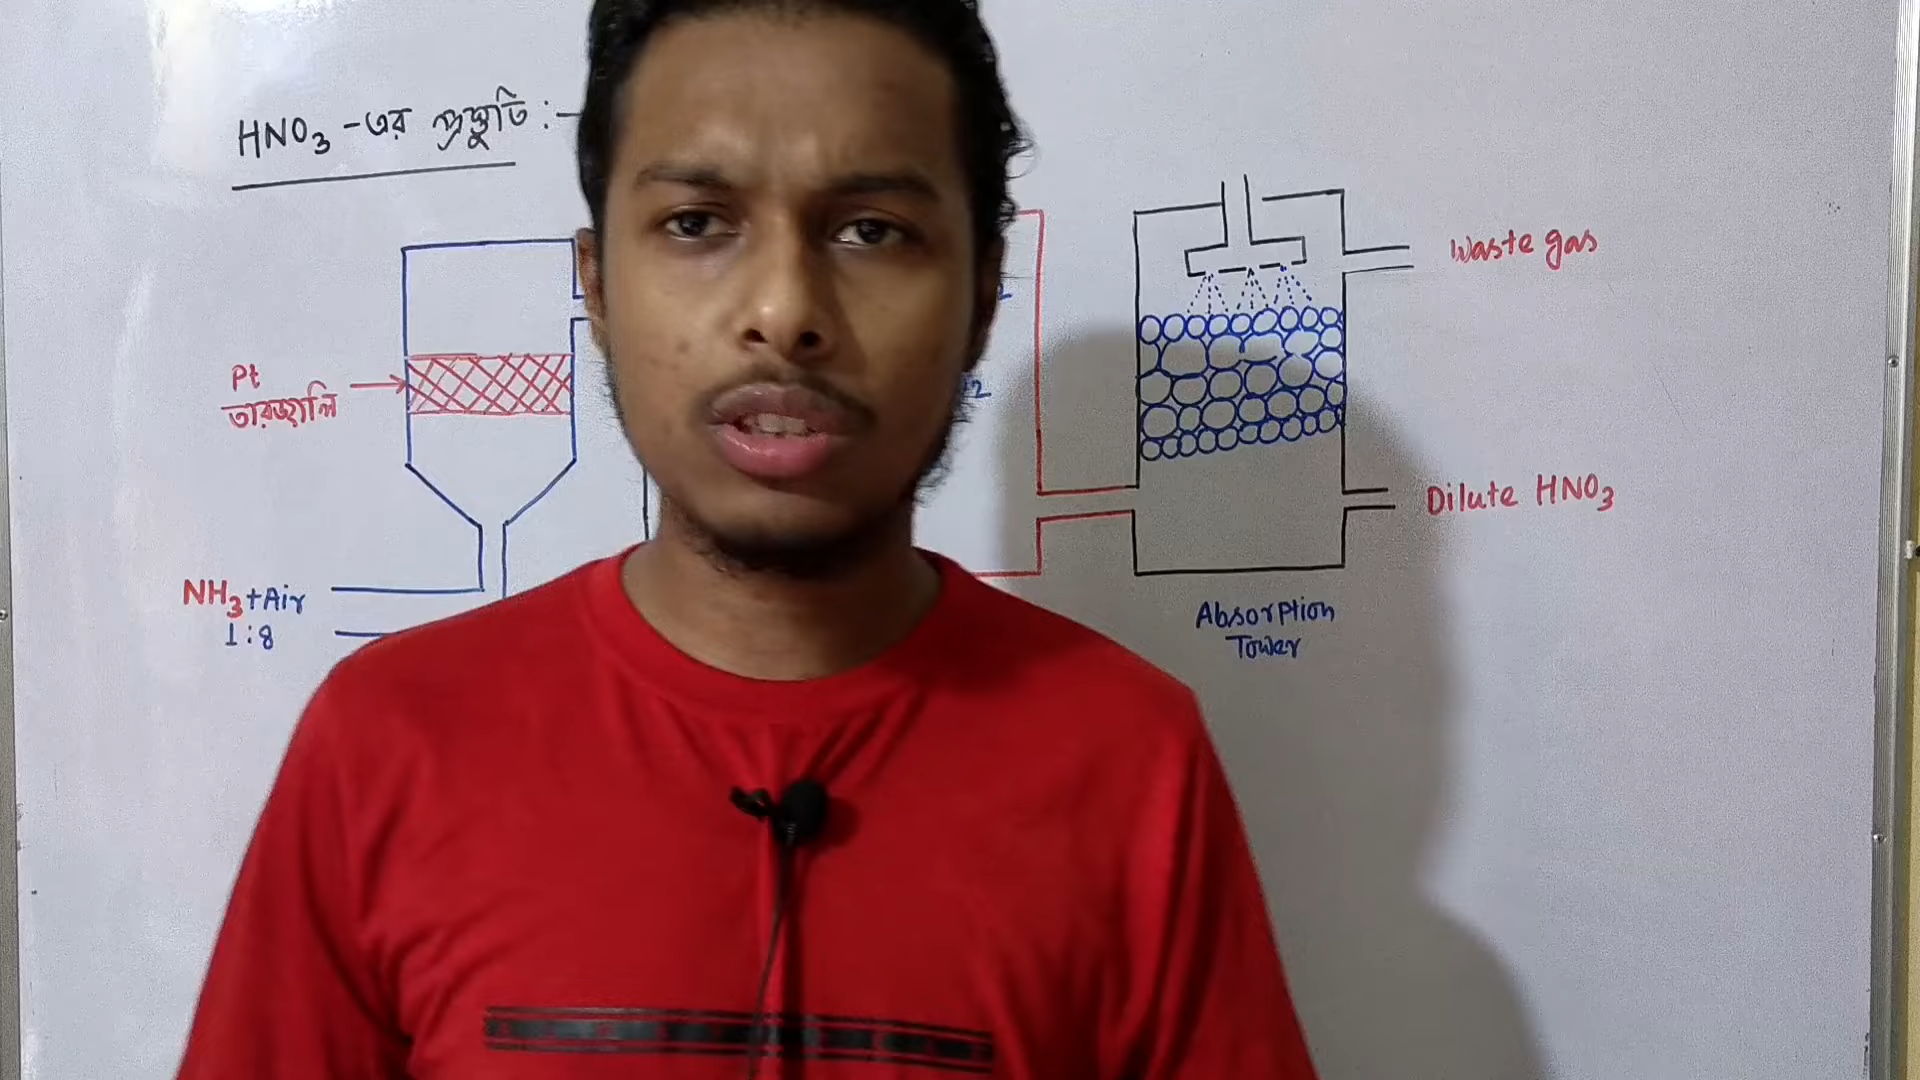 HNO3 -এর প্রস্তুতি :-
Waste gas
Pt
তারজালি
Dilute HNO3
NH3+Air
1:8
Absorption
Tower